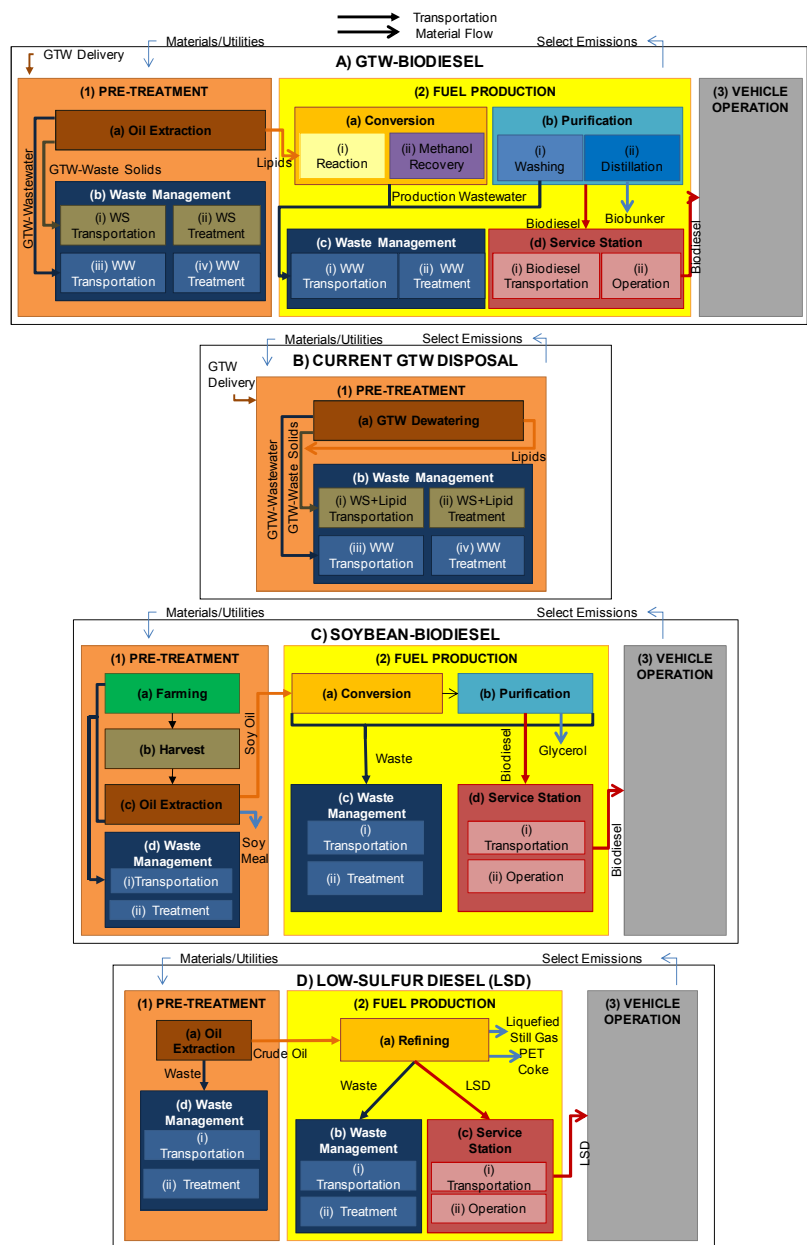 Transportation
Material Flow
Materials/Utilities
Select Emissions
GTW Delivery
A) GTW-BIODIESEL
(1) PRE-TREATMENT
(a) Oil Extraction
Lipids
GTW-Wastewater
GTW-Waste Solids
(b) Waste Management
(i) WS
Transportation
(ii) WS
Treatment
(iii) WW
Transportation
(iv) WW
Treatment
(2) FUEL PRODUCTION
(a) Conversion
(i)
Reaction
(ii) Methanol
Recovery
(b) Purification
(i)
Washing
(ii)
Distillation
Production Wastewater
Biodiesel
Biobunker
(c) Waste Management
(i) WW
Transportation
(ii) WW
Treatment
(d) Service Station
(i) Biodiesel
Transportation
(ii)
Operation
Biodiesel
(3) VEHICLE
OPERATION
Materials/Utilities
Select Emissions
B) CURRENT GTW DISPOSAL
GTW
Delivery
(1) PRE-TREATMENT
(a) GTW Dewatering
Lipids
GTW-Wastewater
GTW-Waste Solids
(b) Waste Management
(i) WS+Lipid
Transportation
(ii) WS+Lipid
Treatment
(iii) WW
Transportation
(iv) WW
Treatment
Materials/Utilities
Select Emissions
C) SOYBEAN-BIODIESEL
(1) PRE-TREATMENT
(a) Farming
(b) Harvest
(c) Oil Extraction
Soy Oil
Soy
Meal
(d) Waste
Management
(i)Transportation
(ii) Treatment
(2) FUEL PRODUCTION
(a) Conversion
(b) Purification
Waste
Biodiesel
Glycerol
(c) Waste
Management
(i)
Transportation
(ii) Treatment
(d) Service Station
(i)
Transportation
(ii) Operation
Biodiesel
(3) VEHICLE
OPERATION
Materials/Utilities
Select Emissions
D) LOW-SULFUR DIESEL (LSD)
(1) PRE-TREATMENT
(a) Oil
Extraction
Crude Oil
Waste
(d) Waste
Management
(i)
Transportation
(ii) Treatment
(2) FUEL PRODUCTION
(a) Refining
Liquefied
Still Gas
PET
Coke
Waste
LSD
(b) Waste
Management
(i)
Transportation
(ii) Treatment
(c) Service
Station
(i)
Transportation
(ii) Operation
LSD
(3) VEHICLE
OPERATION